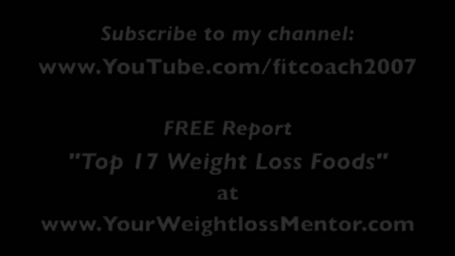 Subscribe to my channel:
www.YouTube.com/fitcoach2007
FREE Report
"Top 17 Weight Loss Foods"
at
www.YourWeightlossMentor.com